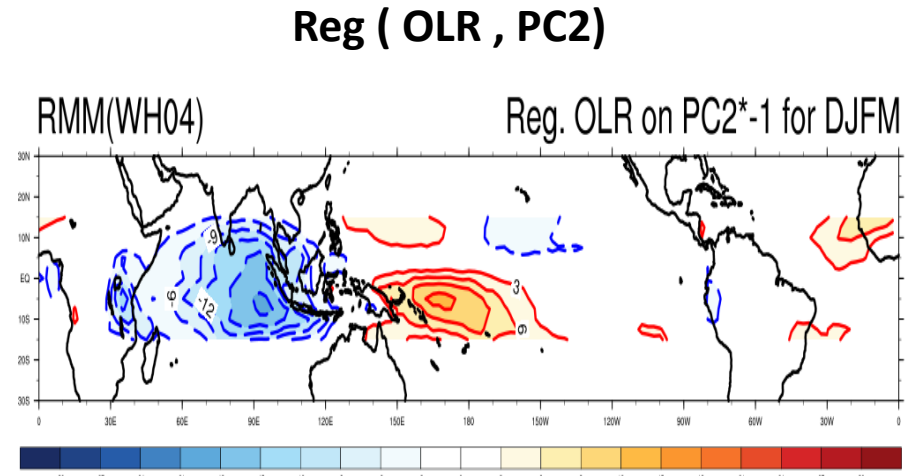 Reg ( OLR , PC2)
RMM(WH04)
Reg. OLR on PC2*-1 for DJFM
30N
20N
10N
EQ
10S
20S
30S
-9
-6
-12
3
6
0 30E 60E 90E 120E 150E 180 150W 120W 90W 60W 30W 0